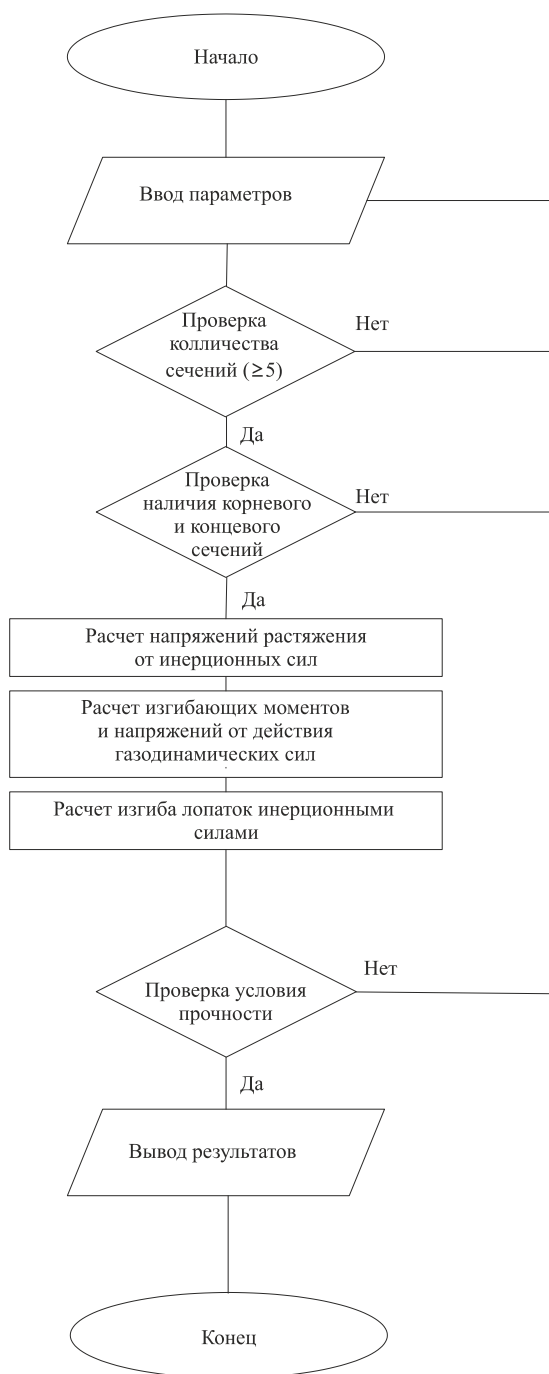 Начало
Ввод параметров
Проверка
колличества
сечений (≥5)
Нет
Да
Проверка
наличия корневого
и концевого
сечений
Нет
Да
Расчет напряжений растяжения
от инерционных сил
Расчет изгибающих моментов
и напряжений от действия
газодинамических сил
Расчет изгиба лопаток инерционными
силами
Проверка условия
прочности
Нет
Да
Вывод результатов
Конец